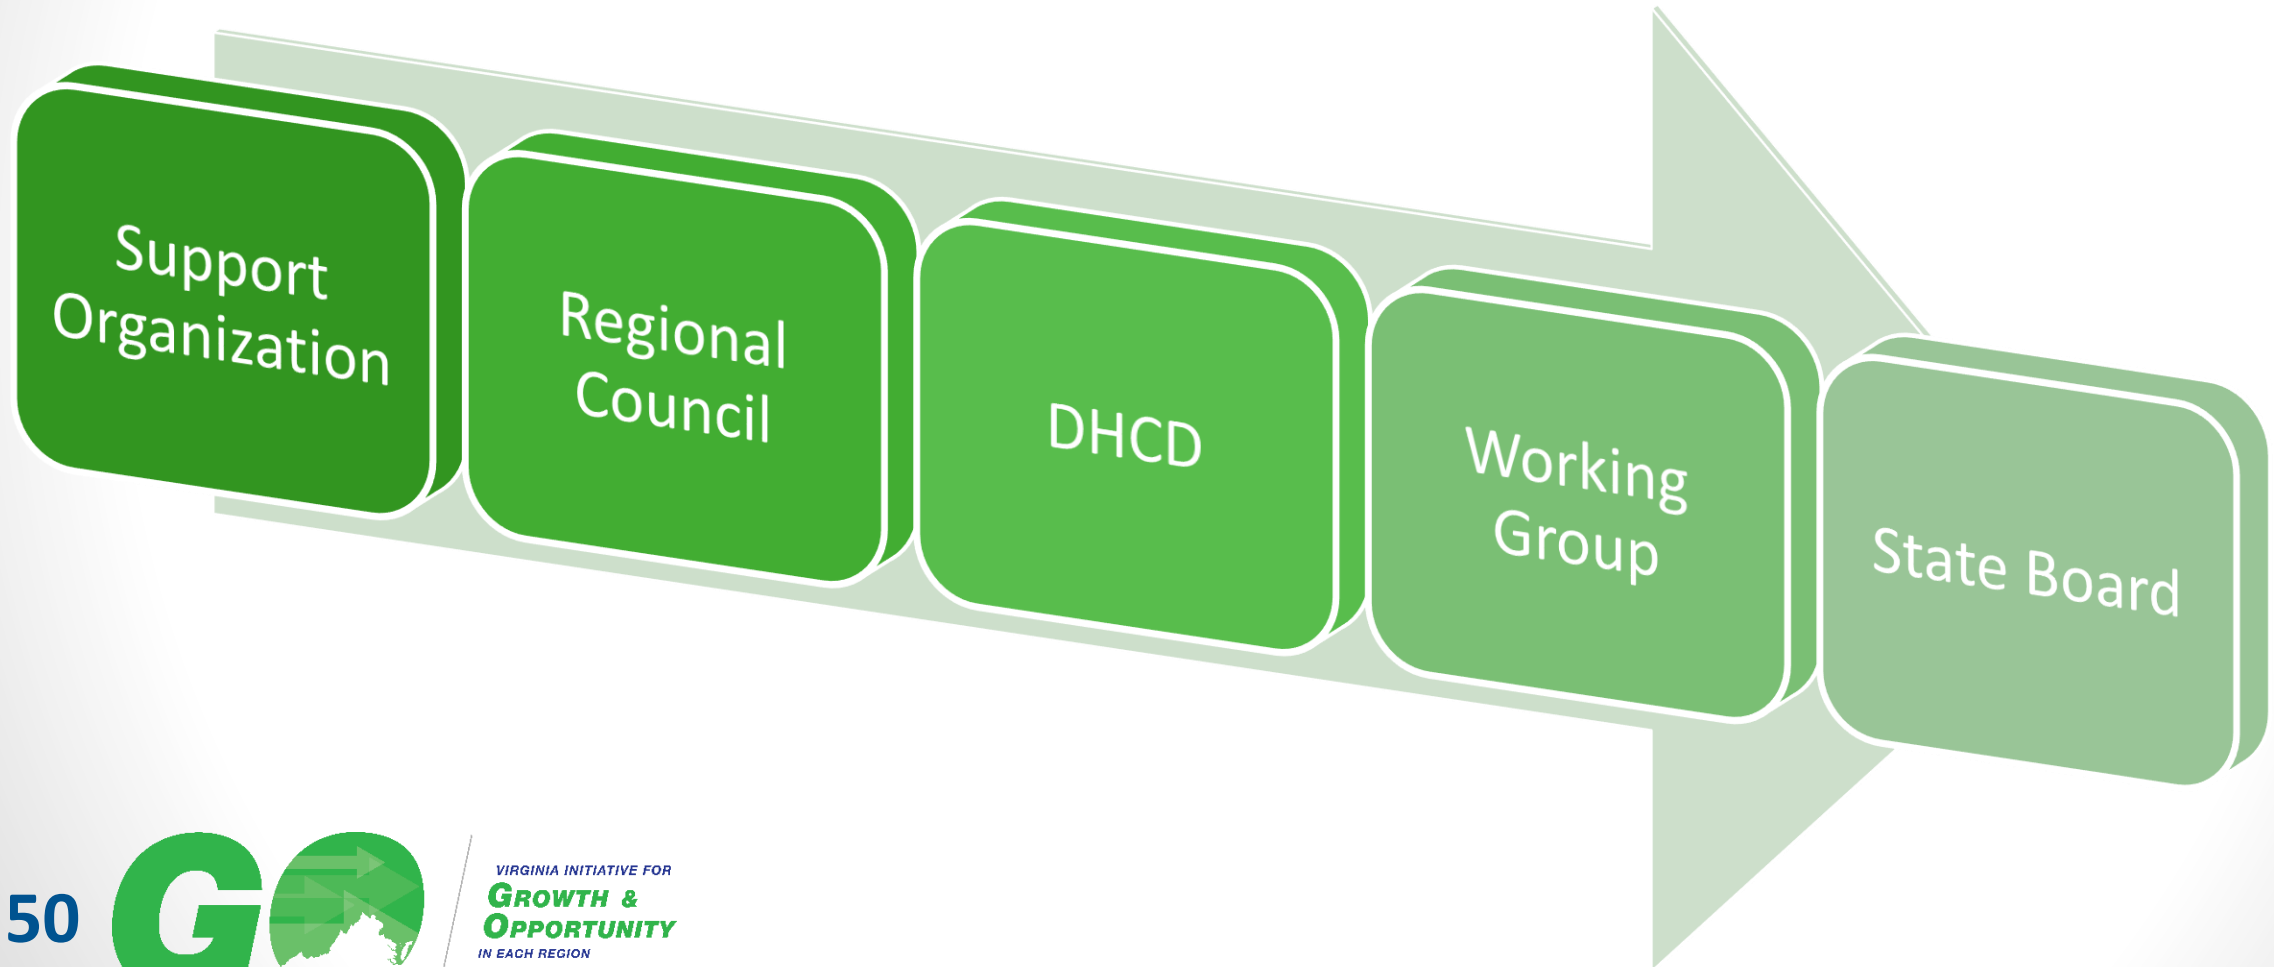 Support
Organization
Regional
Council
DHCD
Working
Group
State Board
50
GO
VIRGINIA INITIATIVE FOR
GROWTH &
OPPORTUNITY
IN EACH REGION